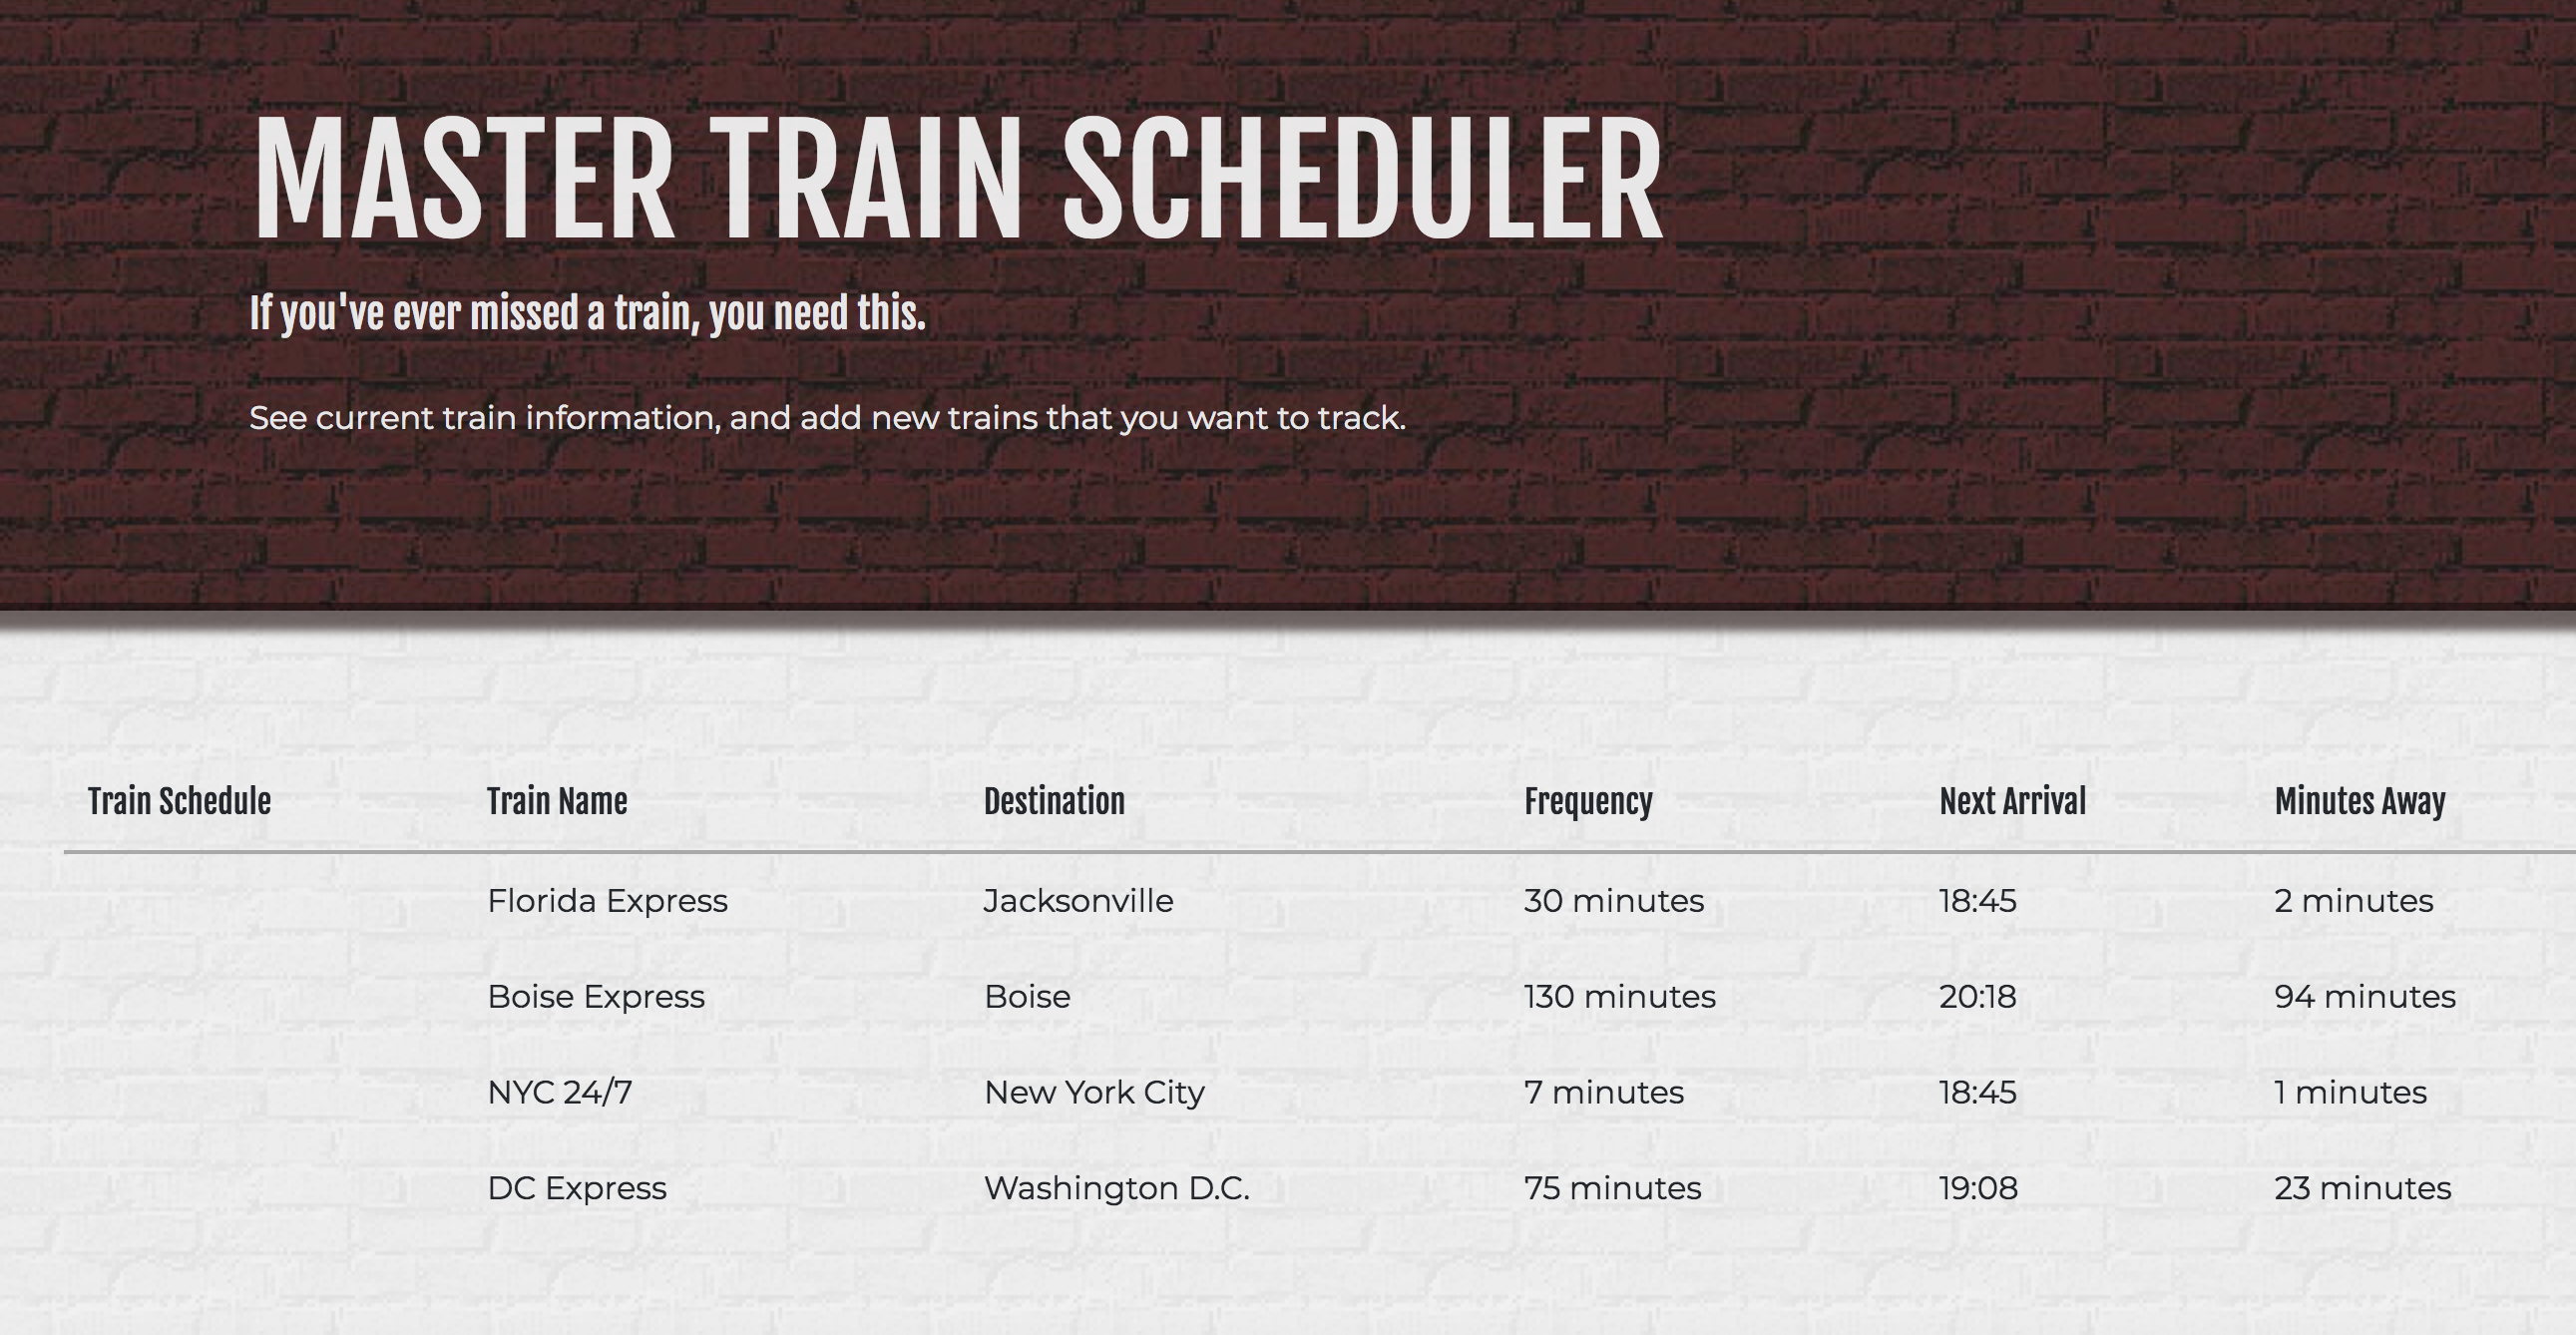 MASTER TRAIN SCHEDULER
If you've ever missed a train, you need this.
See current train information, and add new trains that you want to track.
Train Schedule Train Name Destination Frequency Next Arrival Minutes Away
Florida Express Jacksonville 30 minutes 18:45 2 minutes
Boise Express Boise 130 minutes 20:18 94 minutes
NYC 24/7 New York City 7 minutes 18:45 1 minutes
DC Express Washington D.C. 75 minutes 19:08 23 minutes